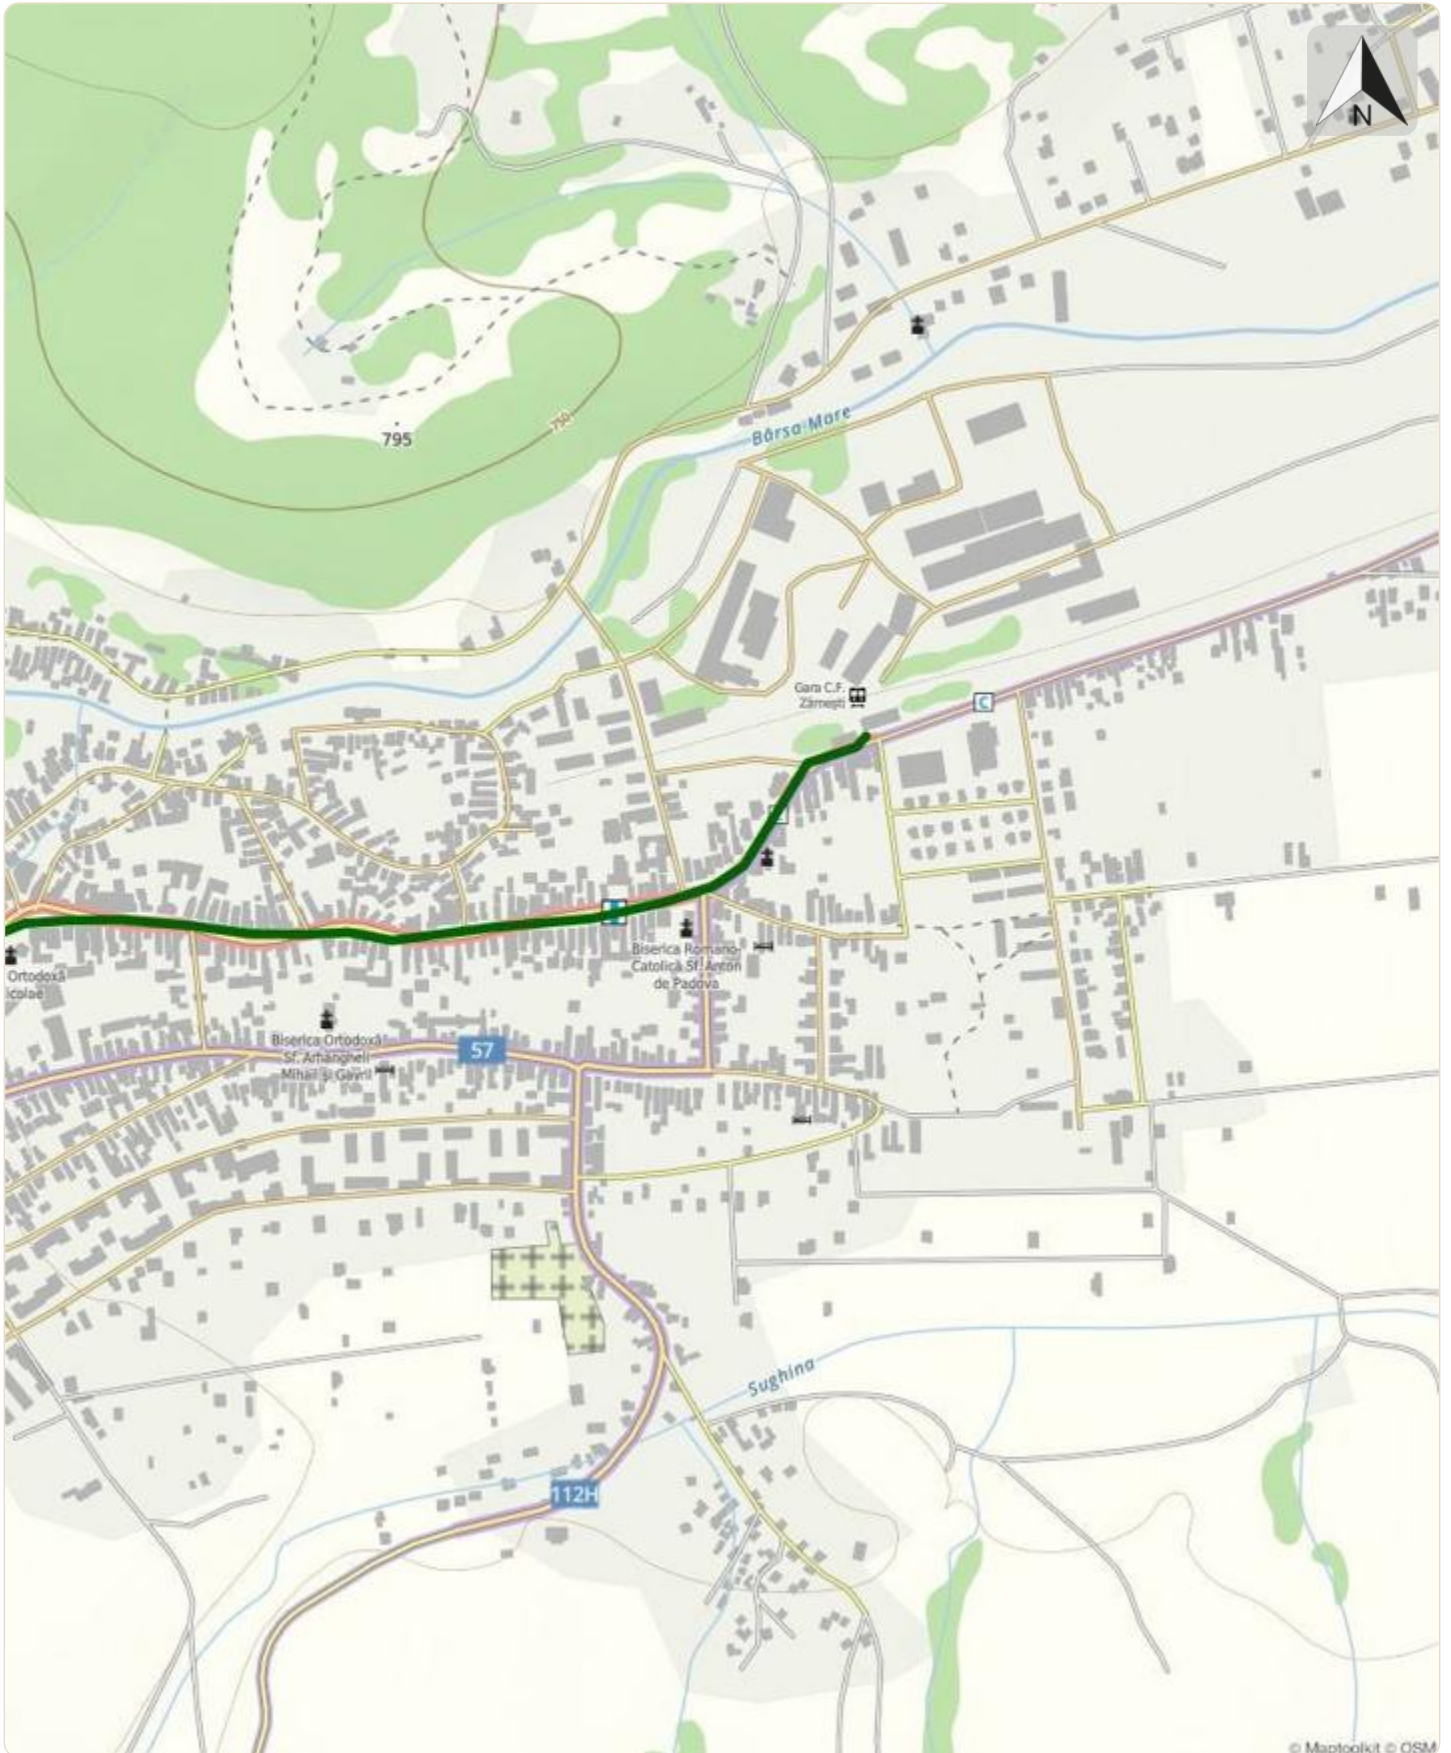 N
Bârsa Mare
750
795
Gara C.F.
Zărnești
C
Biserica Romano-
Catolică Sf. Anton
de Padova
Ortodoxă
icolae
Biserica Ortodoxă
Sf. Arhangheli
Mihail și Gavril
57
Sughina
112H
© Maptoolkit © OSM